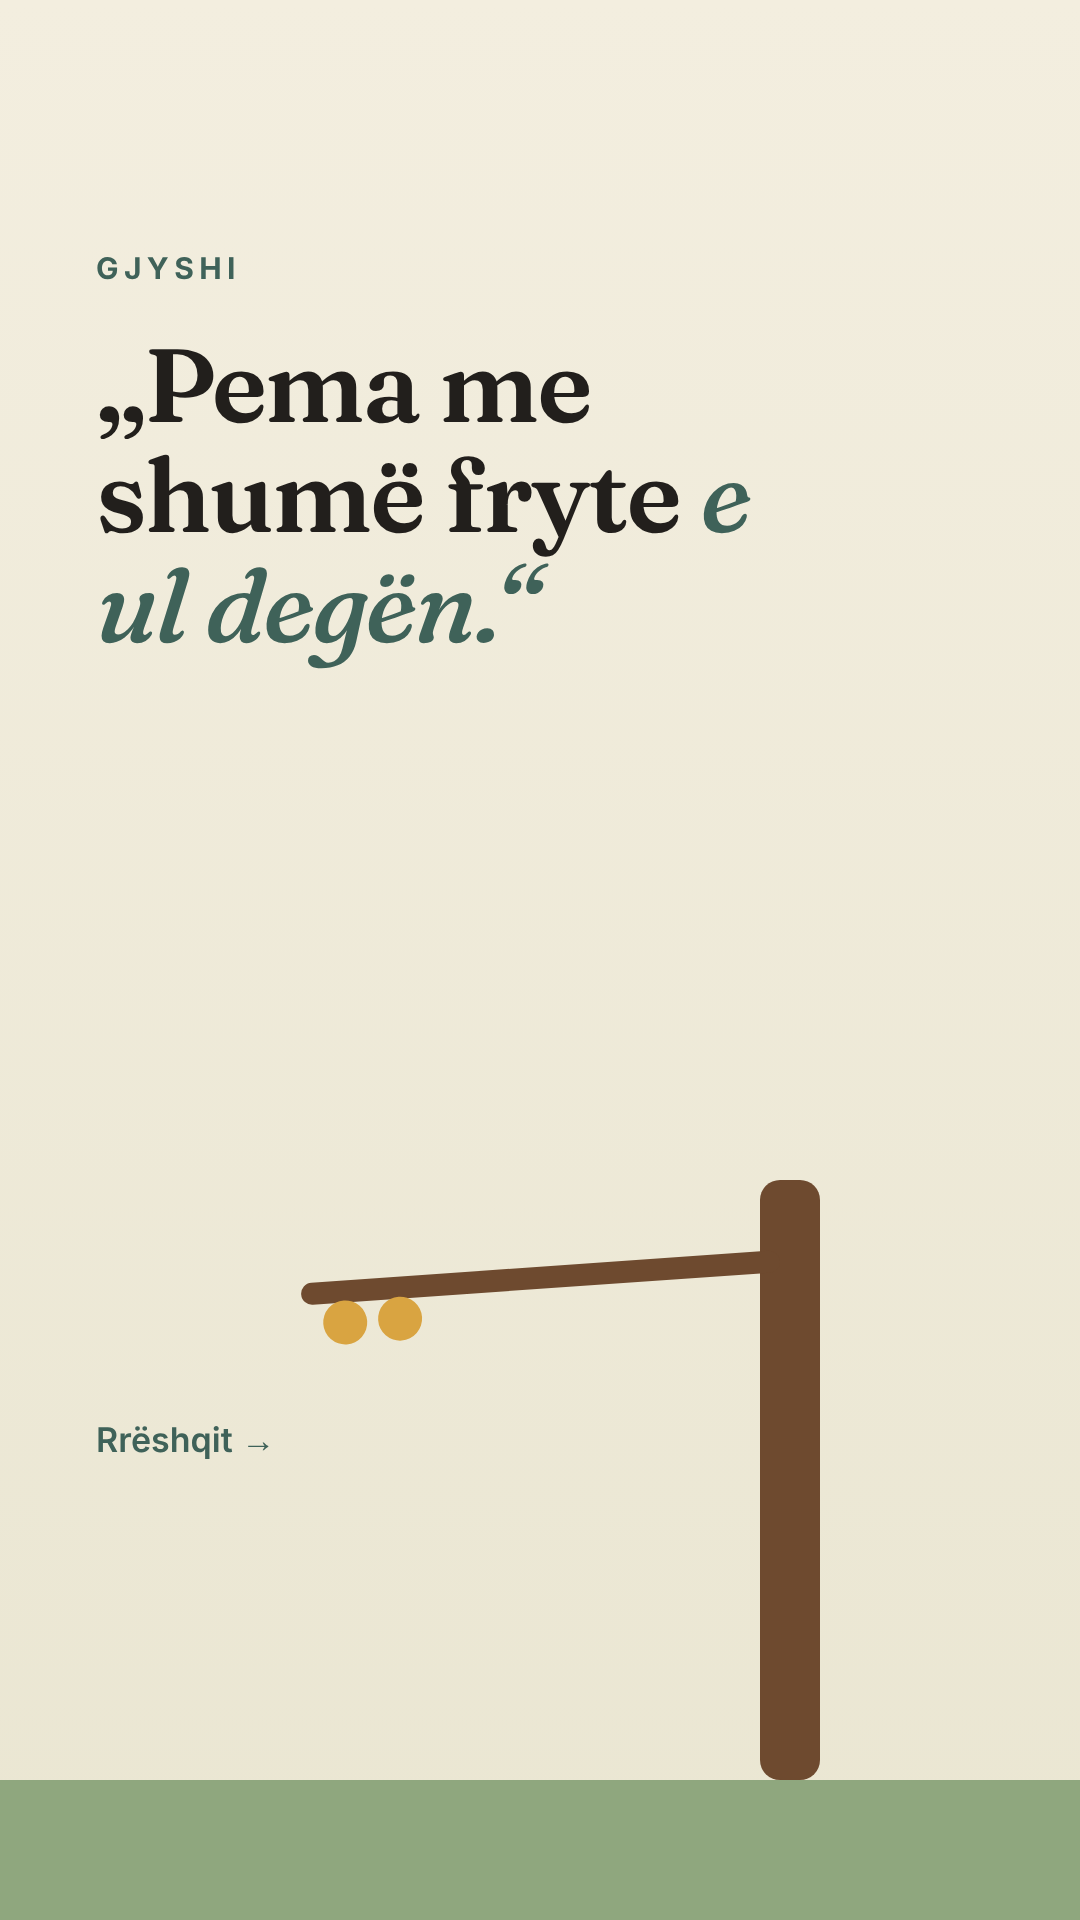 GJYSHI
„Pema me
shumë fryte e
ul degën.“
Rrëshqit →